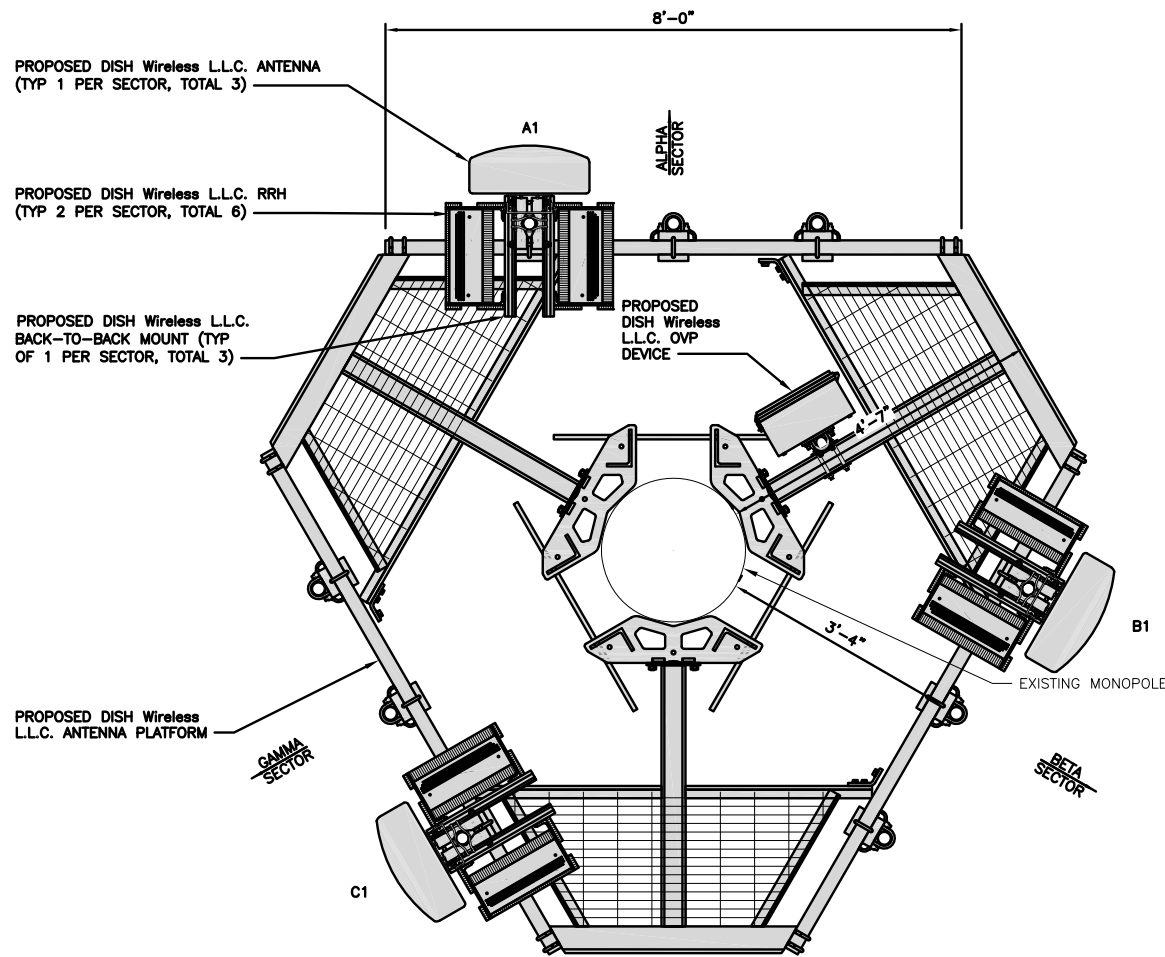 8'-0"
PROPOSED DISH Wireless L.L.C. ANTENNA
(TYP 1 PER SECTOR, TOTAL 3)
A1
ALPHA
SECTOR
PROPOSED DISH Wireless L.L.C. RRH
(TYP 2 PER SECTOR, TOTAL 6)
PROPOSED DISH Wireless L.L.C.
BACK-TO-BACK MOUNT (TYP
OF 1 PER SECTOR, TOTAL 3)
PROPOSED
DISH Wireless
L.L.C. OVP
DEVICE
4'-7"
3'-4"
B1
EXISTING MONOPOLE
PROPOSED DISH Wireless
L.L.C. ANTENNA PLATFORM
GAMMA
SECTOR
BETA
SECTOR
C1